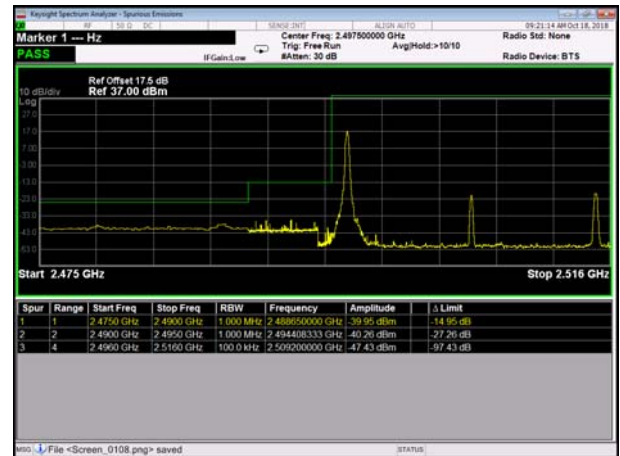 Keysight Spectrum Analyzer - Spurious Emissions
RF 50 Ω DC SENSE:INT ALIGN AUTO 09:21:14 AM Oct 18, 2018
Marker 1 --- Hz
Center Freq: 2.497500000 GHz
Radio Std: None
Trig: Free Run Avg|Hold:>10/10
PASS
IFGain:Low
#Atten: 30 dB
Radio Device: BTS
Ref Offset 17.5 dB
10 dB/div Ref 37.00 dBm
Log
27.0
17.0
7.00
-3.00
-13.0
-23.0
-33.0
-43.0
-53.0
Start 2.475 GHz Stop 2.516 GHz
Spur Range Start Freq Stop Freq RBW Frequency Amplitude Δ Limit
1 1 2.4750 GHz 2.4900 GHz 1.000 MHz 2.488650000 GHz -39.95 dBm -14.95 dB
2 2 2.4900 GHz 2.4950 GHz 1.000 MHz 2.494408333 GHz -40.26 dBm -27.26 dB
3 4 2.4960 GHz 2.5160 GHz 100.0 kHz 2.509200000 GHz -47.43 dBm -97.43 dB
MSG File <Screen_0108.png> saved STATUS